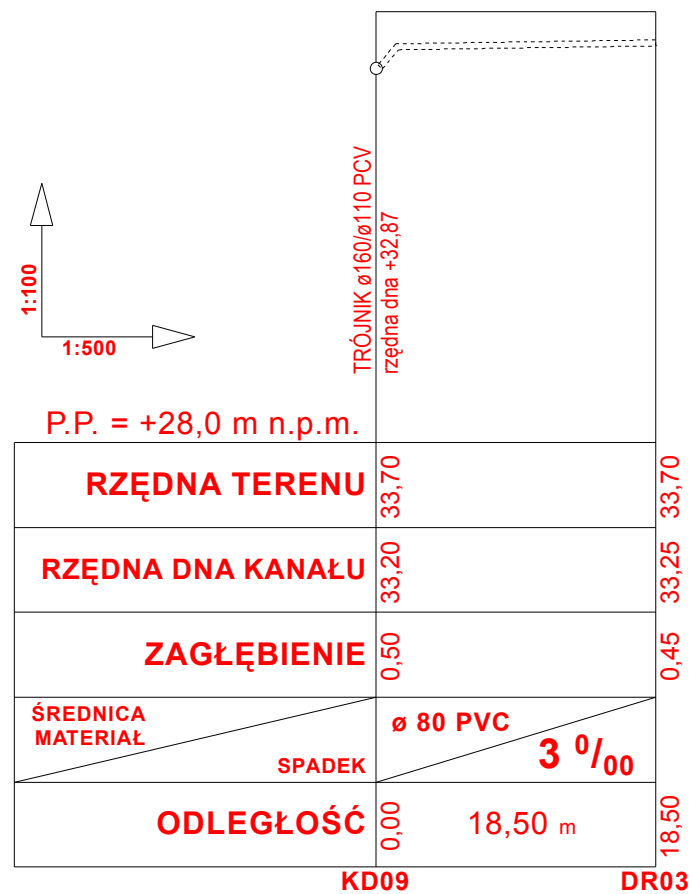 TRÓJNIK ø160/ø110 PCV
rzędna dna +32,87
1:100
1:500
P.P. = +28,0 m n.p.m.
RZĘDNA TERENU 33,70 33,70
RZĘDNA DNA KANAŁU 33,20 33,25
ZAGŁĘBIENIE 0,50 0,45
ŚREDNICA
MATERIAŁ
SPADEK
ø 80 PVC
3 0/00
ODLEGŁOŚĆ 0,00 18,50 m 18,50
KD09 DR03